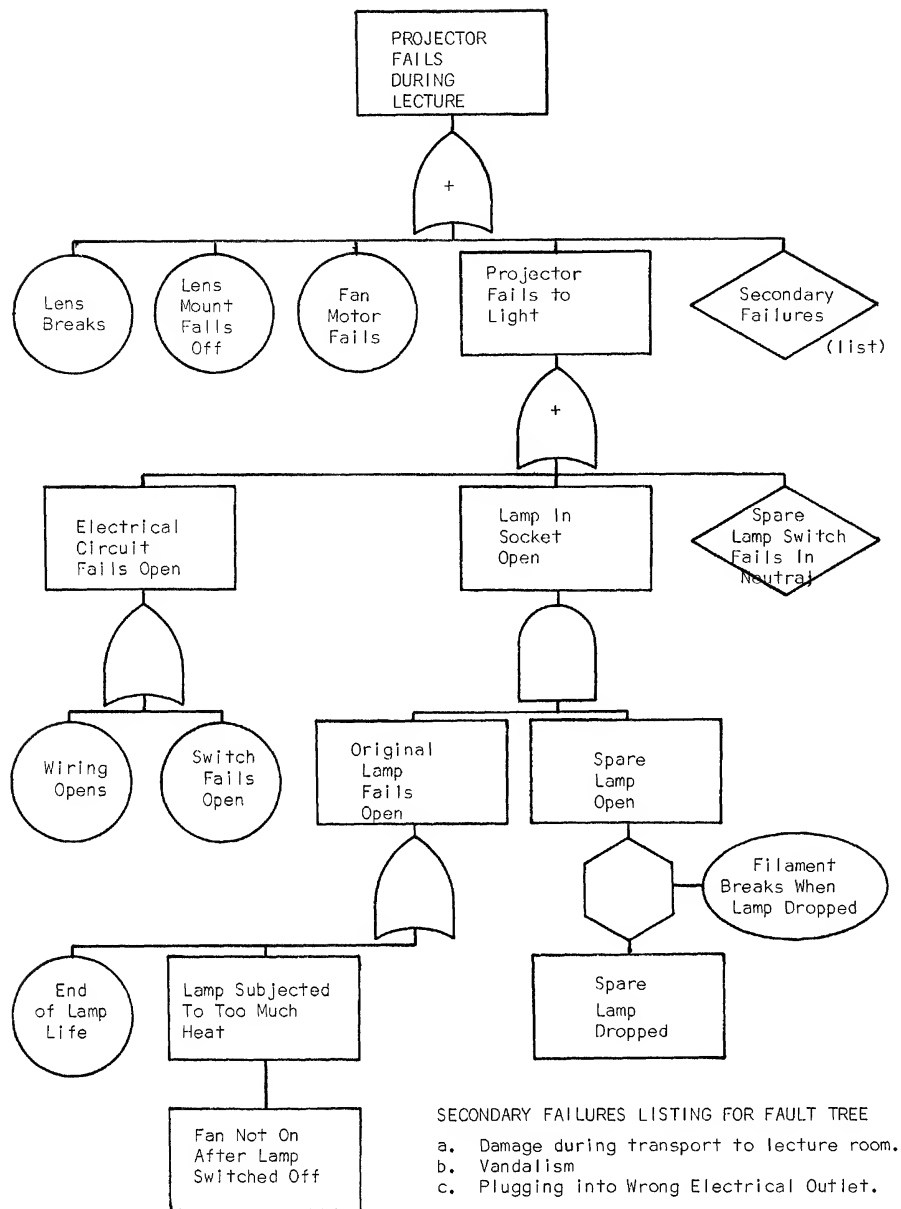 PROJECTOR
FAILS
DURING
LECTURE
+
Lens
Breaks
Lens
Mount
Falls
Off
Fan
Motor
Fails
Projector
Fails to
Light
Secondary
Failures
(list)
+
Electrical
Circuit
Fails Open
Lamp In
Socket
Open
Spare
Lamp Switch
Fails In
Neutral
Wiring
Opens
Switch
Fails
Open
Original
Lamp
Fails
Open
Spare
Lamp
Open
Filament
Breaks When
Lamp Dropped
End
of Lamp
Life
Lamp Subjected
To Too Much
Heat
Spare
Lamp
Dropped
Fan Not On
After Lamp
Switched Off
SECONDARY FAILURES LISTING FOR FAULT TREE
a. Damage during transport to lecture room.
b. Vandalism
c. Plugging into Wrong Electrical Outlet.